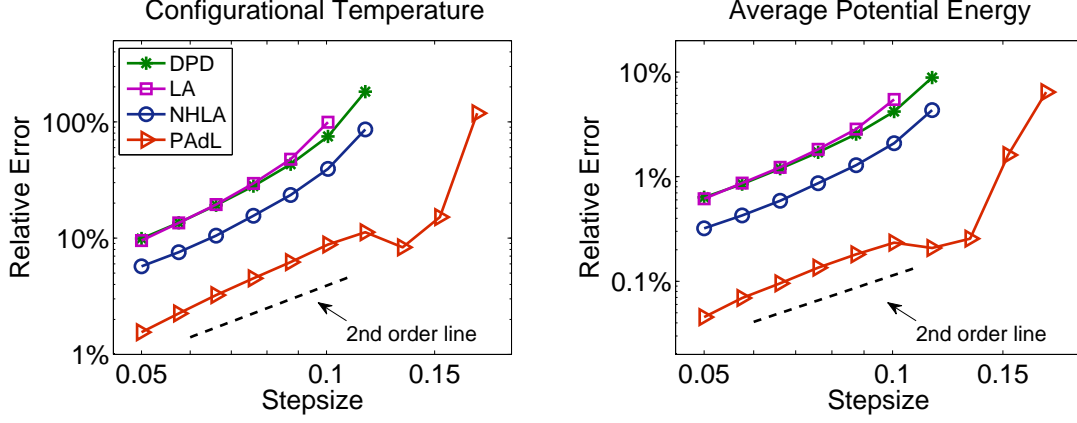 Configurational Temperature
Relative Error
100%
10%
1%
DPD
LA
NHLA
PAdL
2nd order line
0.05
0.1
0.15
Stepsize
Average Potential Energy
Relative Error
10%
1%
0.1%
2nd order line
0.05
0.1
0.15
Stepsize